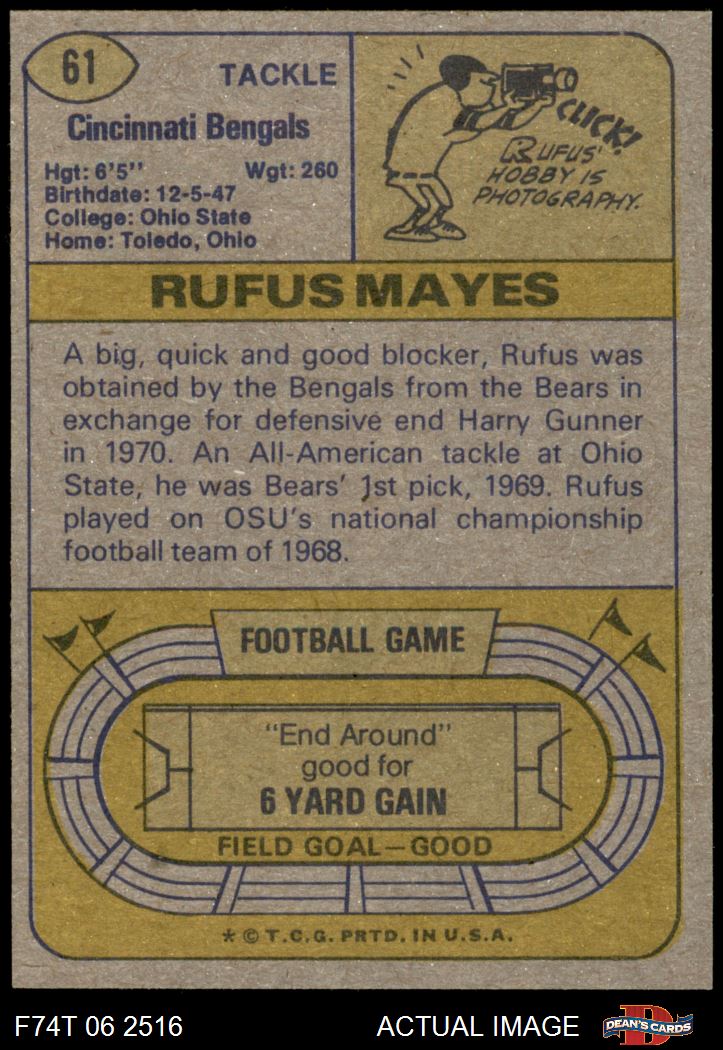 61
TACKLE
Cincinnati Bengals
Hgt: 6'5'' Wgt: 260
Birthdate: 12-5-47
College: Ohio State
Home: Toledo, Ohio
CLICK!
RUFUS'
HOBBY IS
PHOTOGRAPHY.
RUFUS MAYES
A big, quick and good blocker, Rufus was
obtained by the Bengals from the Bears in
exchange for defensive end Harry Gunner
in 1970. An All-American tackle at Ohio
State, he was Bears' 1st pick, 1969. Rufus
played on OSU's national championship
football team of 1968.
FOOTBALL GAME
"End Around"
good for
6 YARD GAIN
FIELD GOAL—GOOD
* © T.C.G. PRTD. IN U.S.A.
F74T 06 2516 ACTUAL IMAGE
D
DEAN'S CARDS